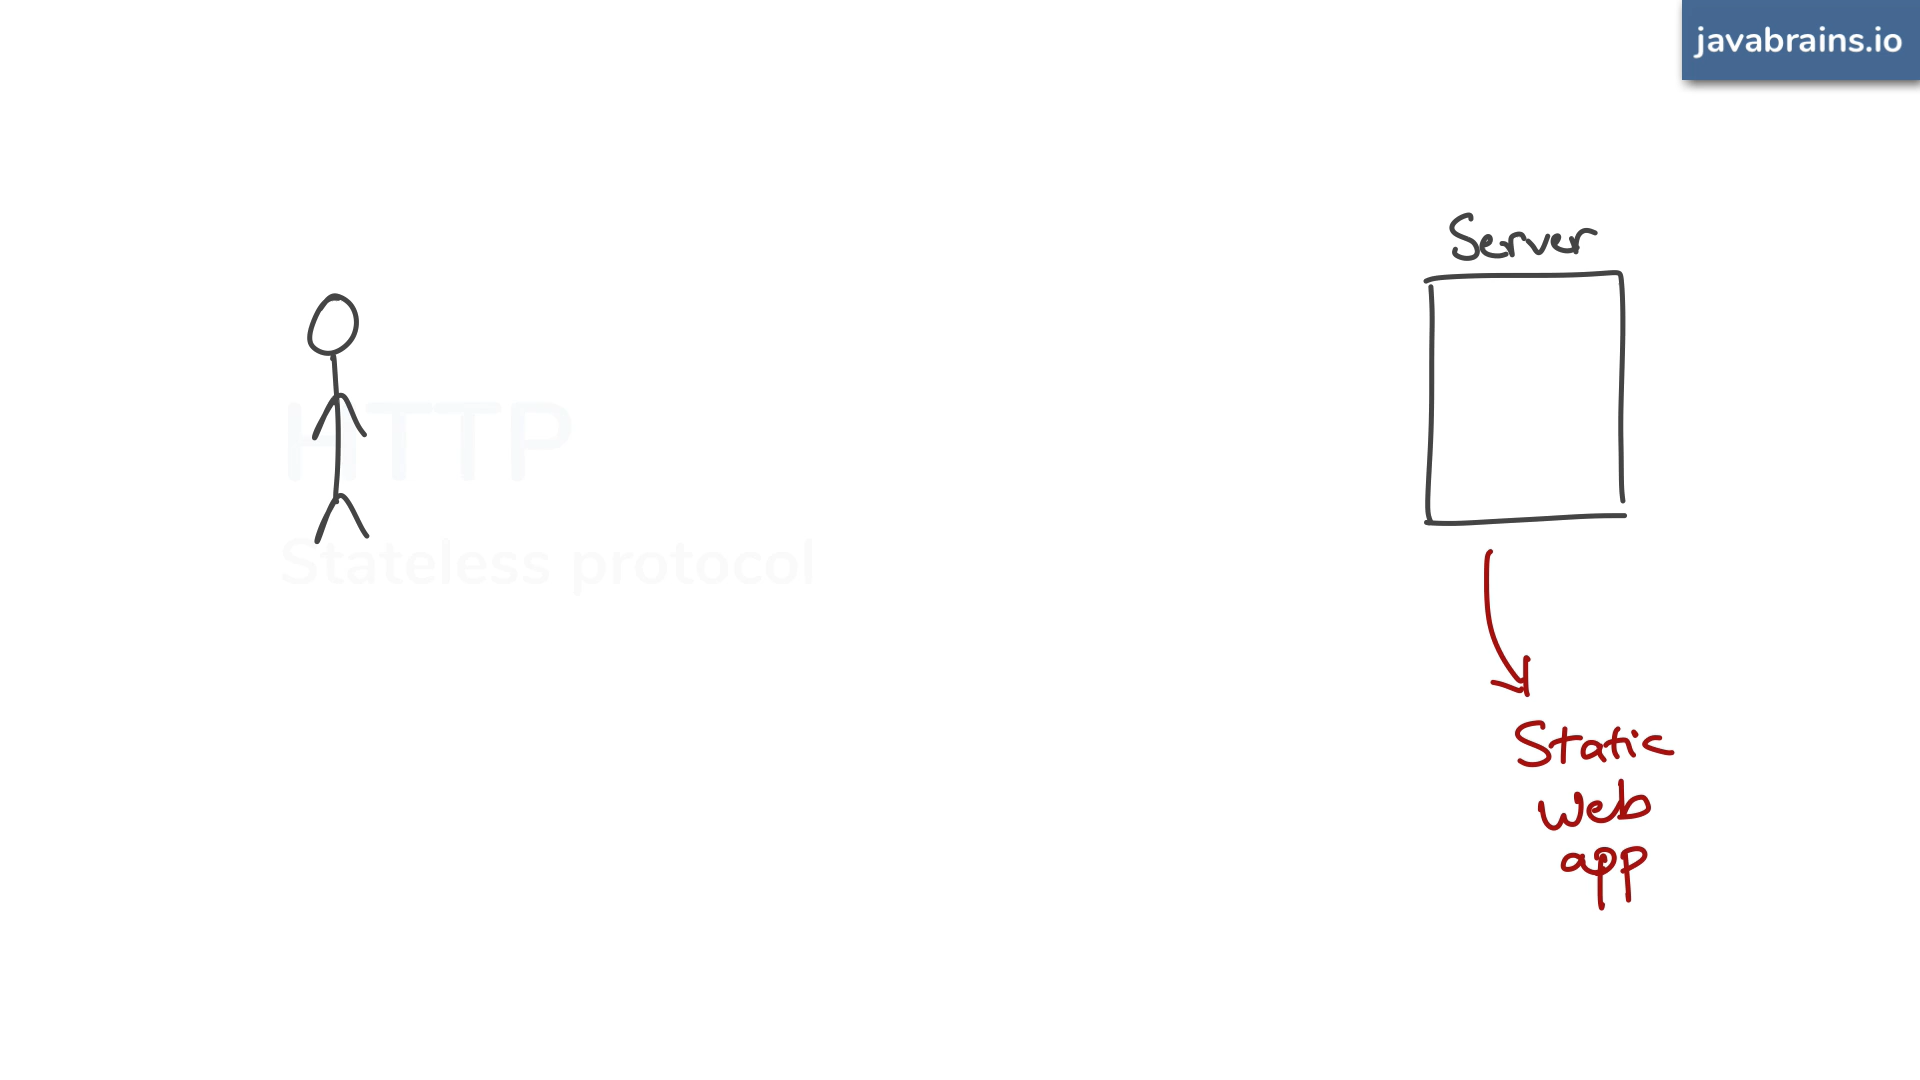 javabrains.io
Server
HTTP
Stateless protocol
Static
web
app